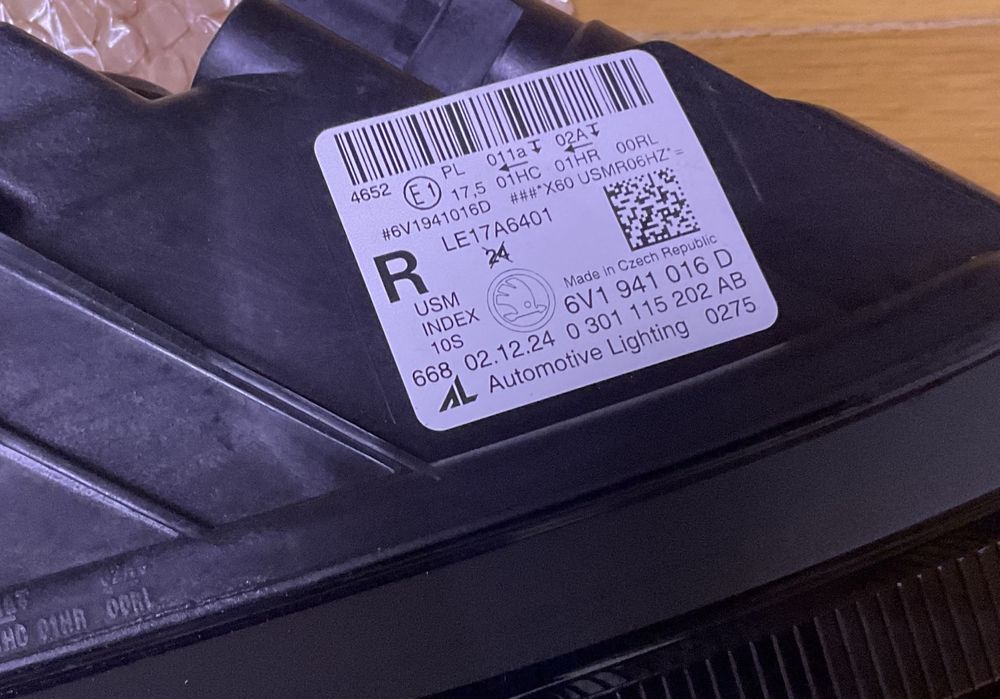 4652 E1 PL 011a 02A
17,5 01HC 01HR 00RL
#6V1941016D ###*X60 USMR06HZ*=
LE17A6401
R 24
USM
INDEX
10S
Made in Czech Republic
6V1 941 016 D
668 02.12.24 0 301 115 202 AB
AL Automotive Lighting 0275
01HR 00RL